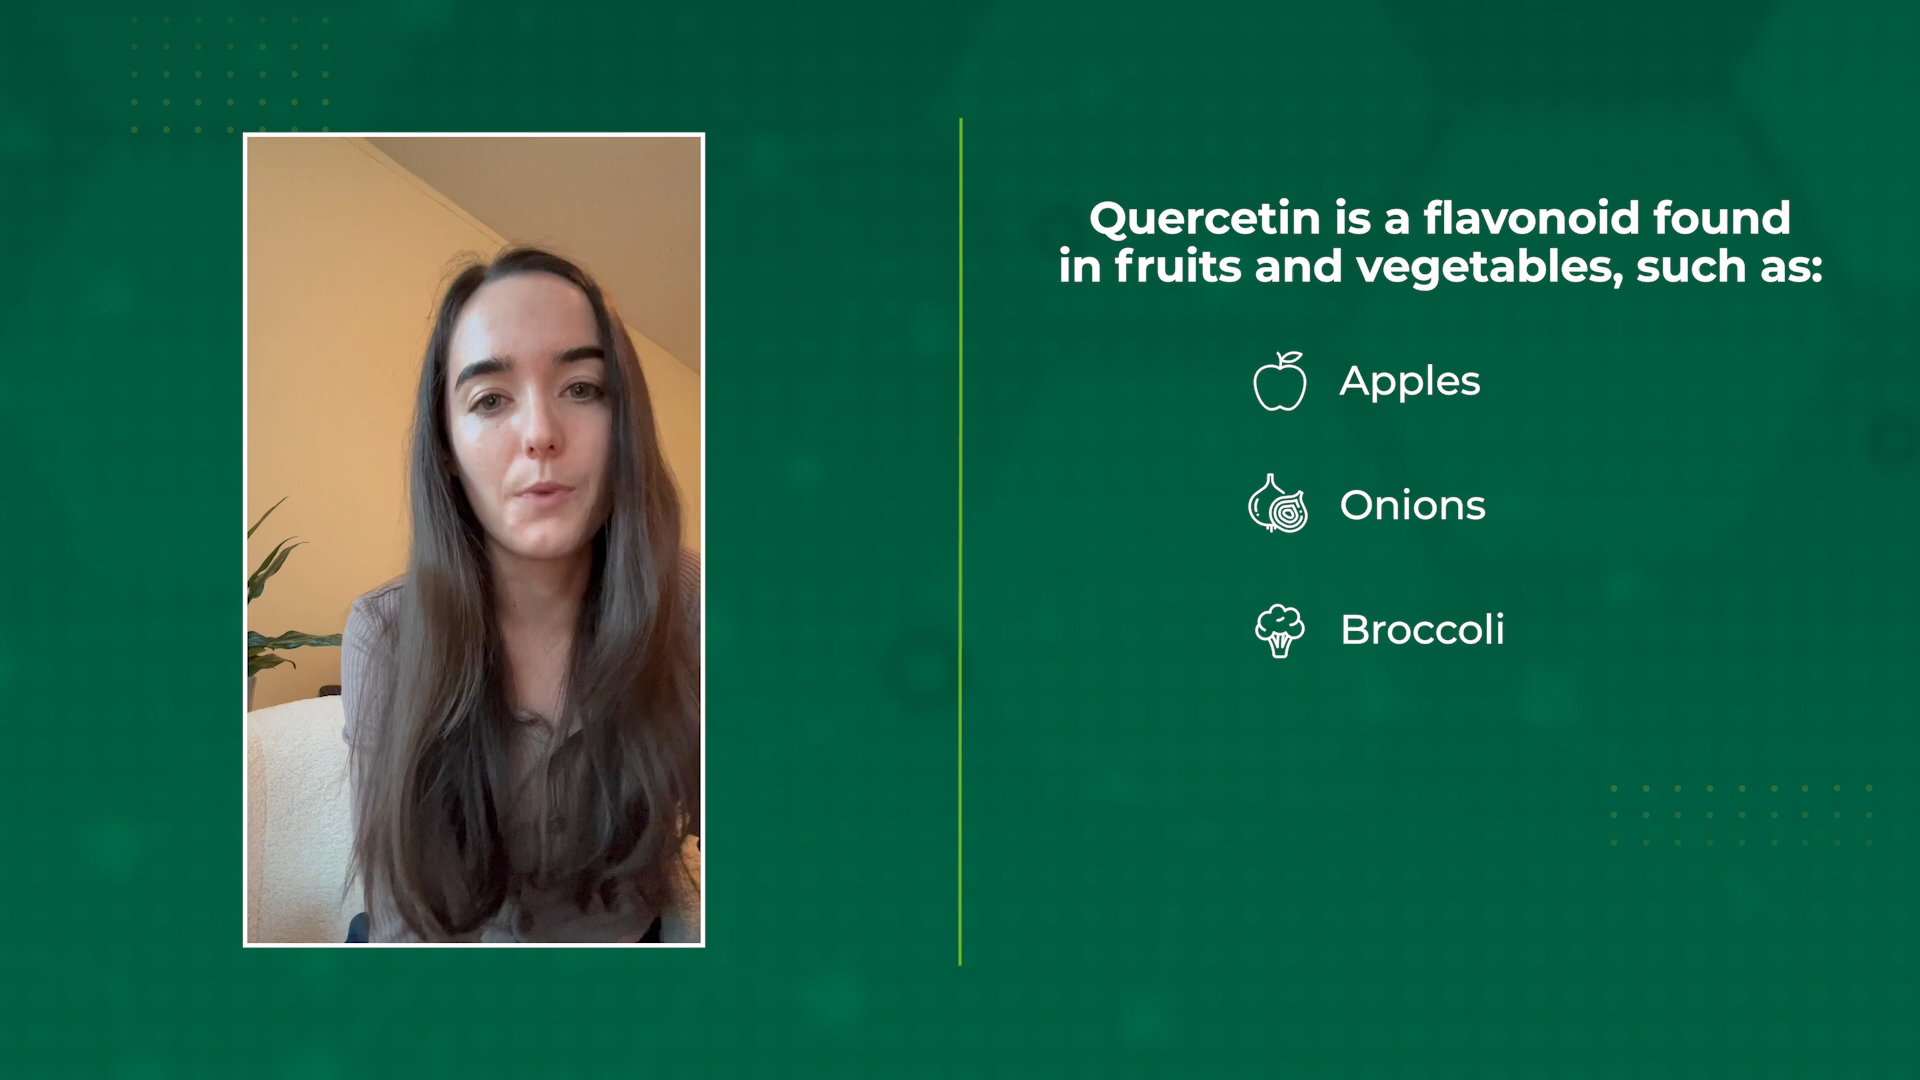 Quercetin is a flavonoid found
in fruits and vegetables, such as:
Apples
Onions
Broccoli